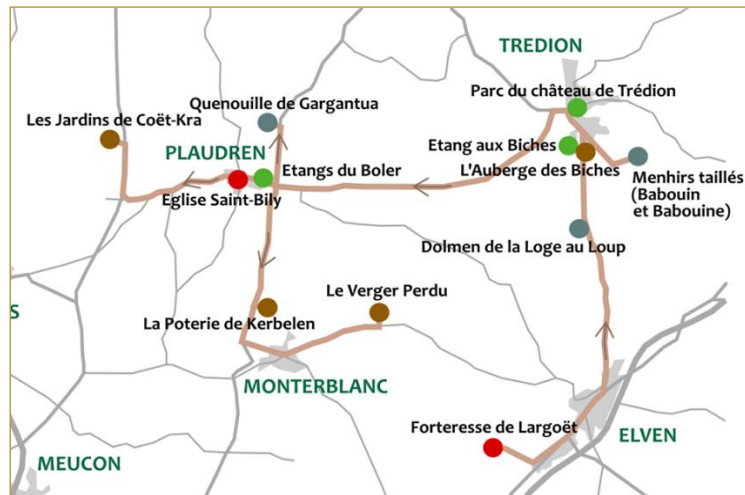 TREDION
Parc du château de Trédion
Quenouille de Gargantua
Les Jardins de Coët-Kra
PLAUDREN
Etangs du Boler
Etang aux Biches
L'Auberge des Biches
Menhirs taillés
(Babouin
et Babouine)
Eglise Saint-Bily
Dolmen de la Loge au Loup
Le Verger Perdu
La Poterie de Kerbelen
S
MONTERBLANC
Forteresse de Largoët
ELVEN
MEUCON